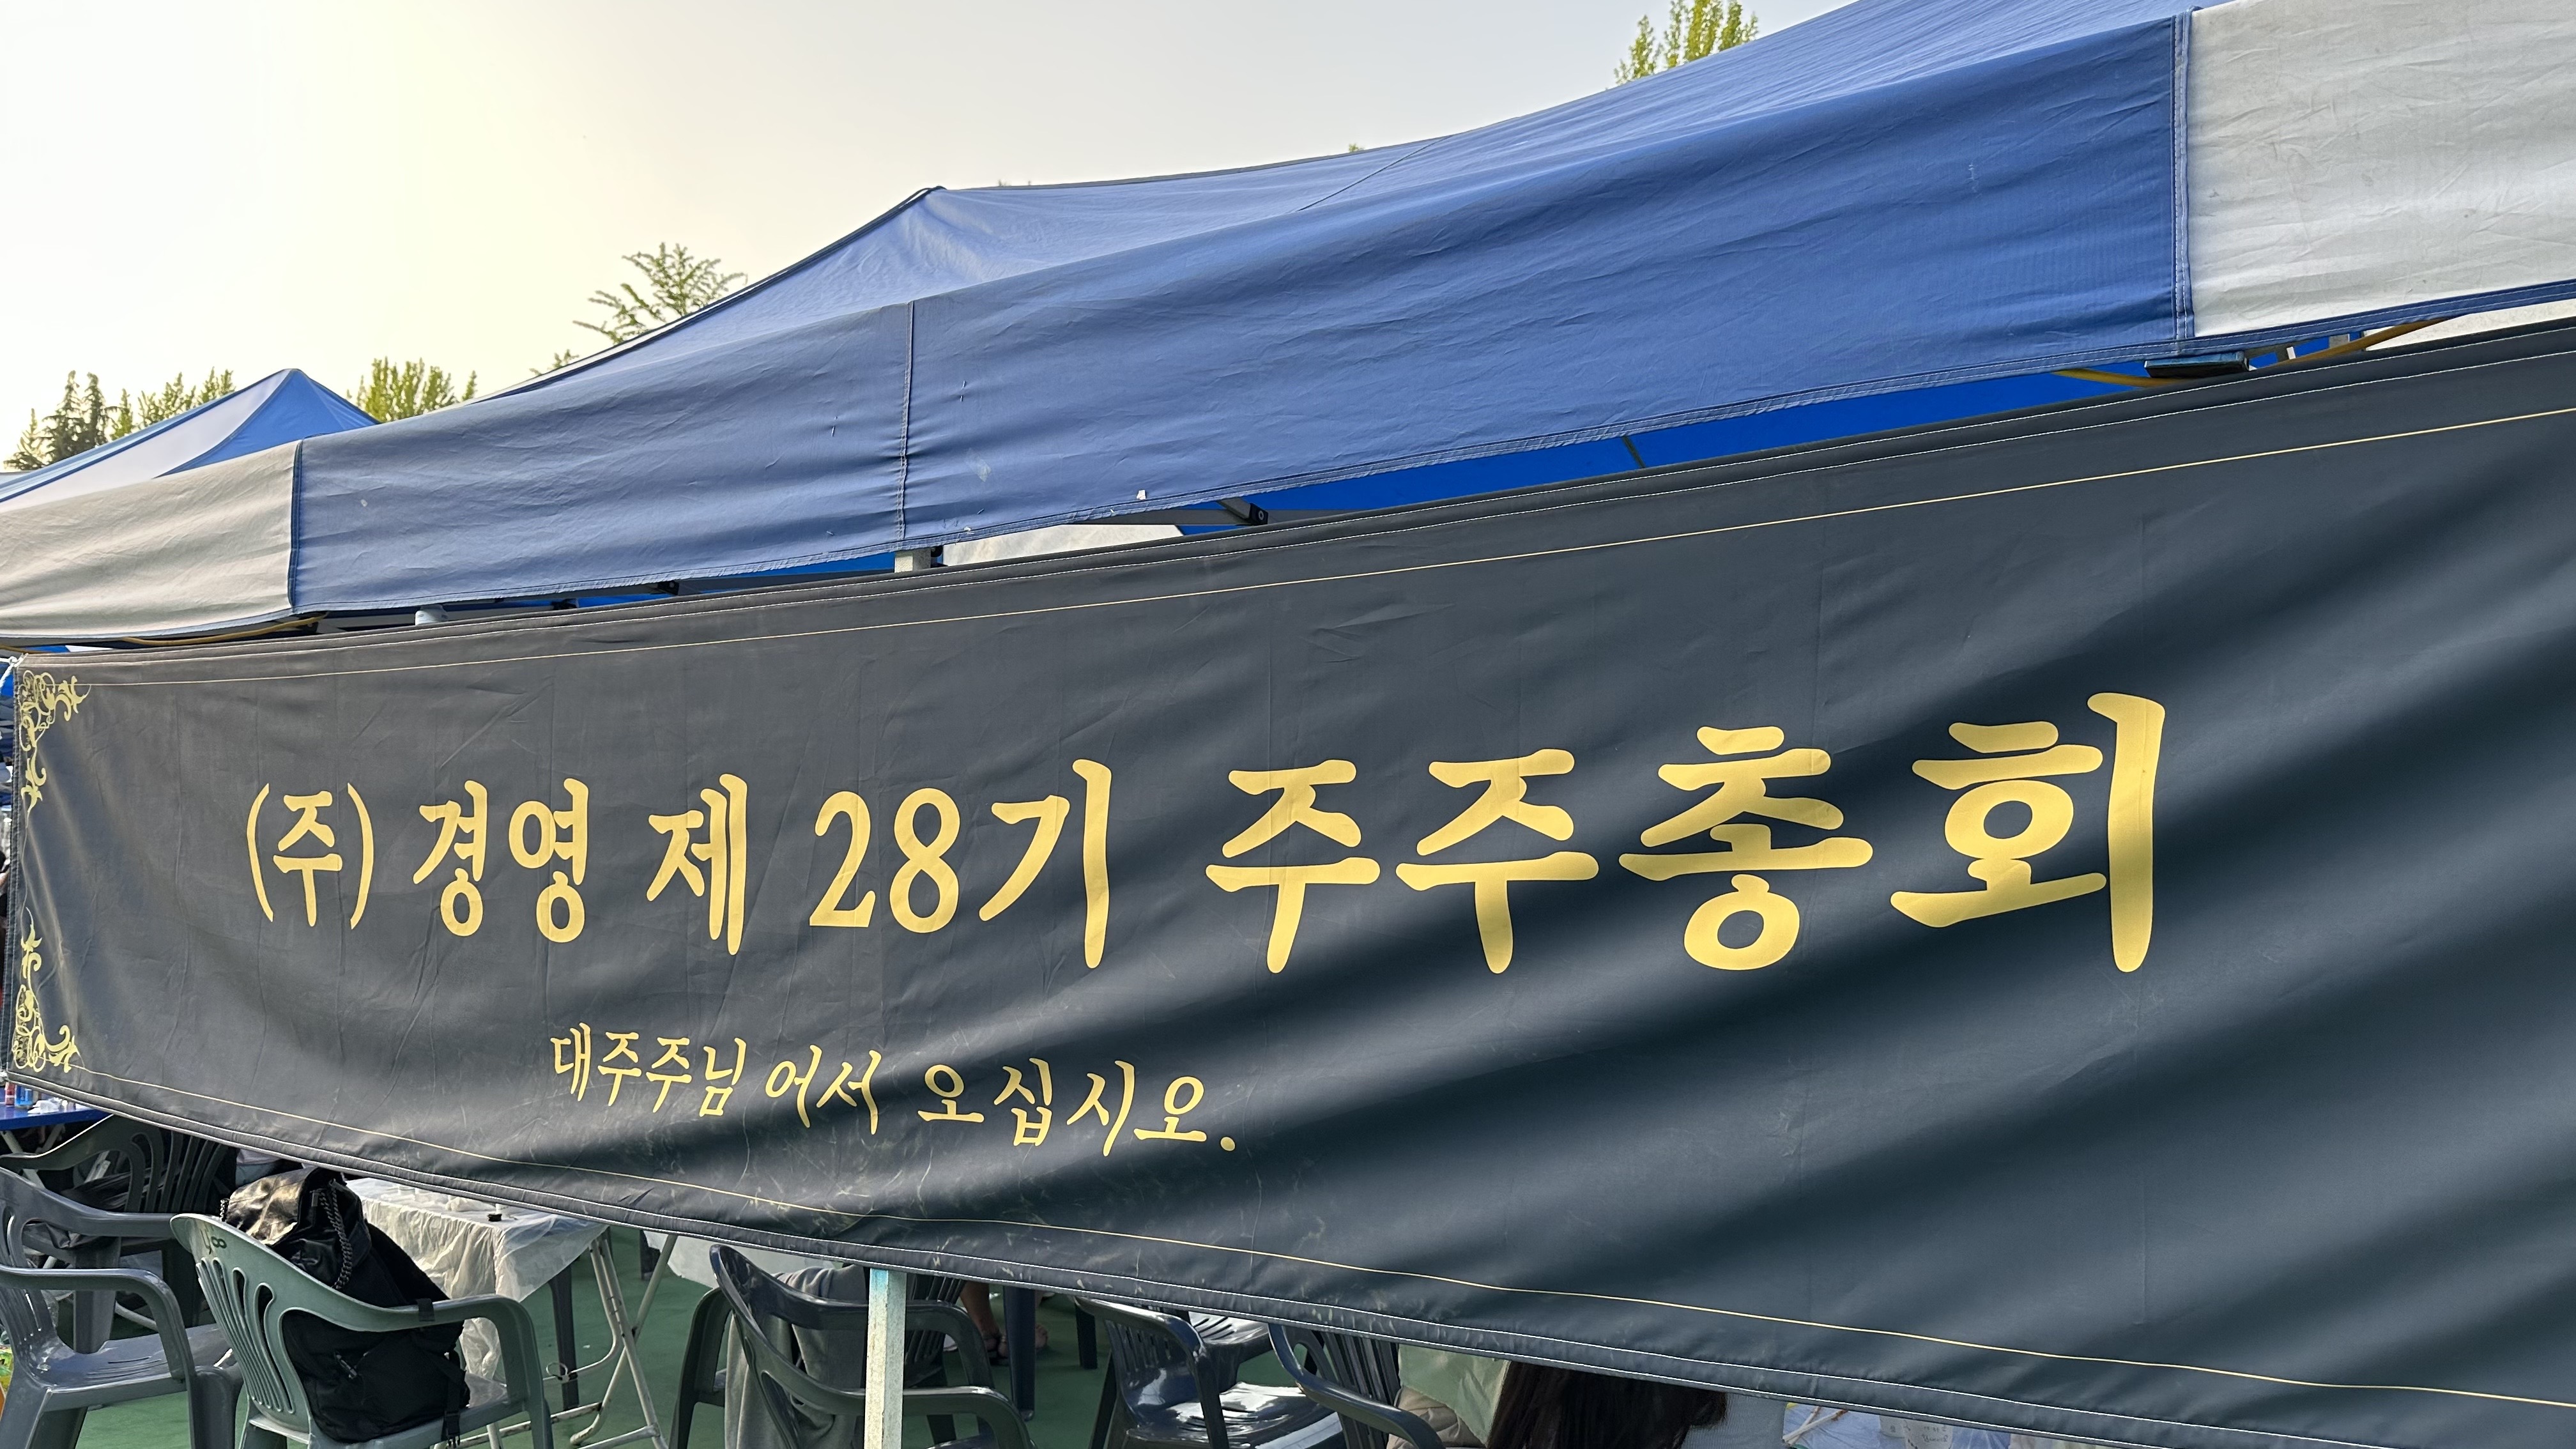 (주) 경영 제 28기 주주총회
대주주님 어서 오십시오.